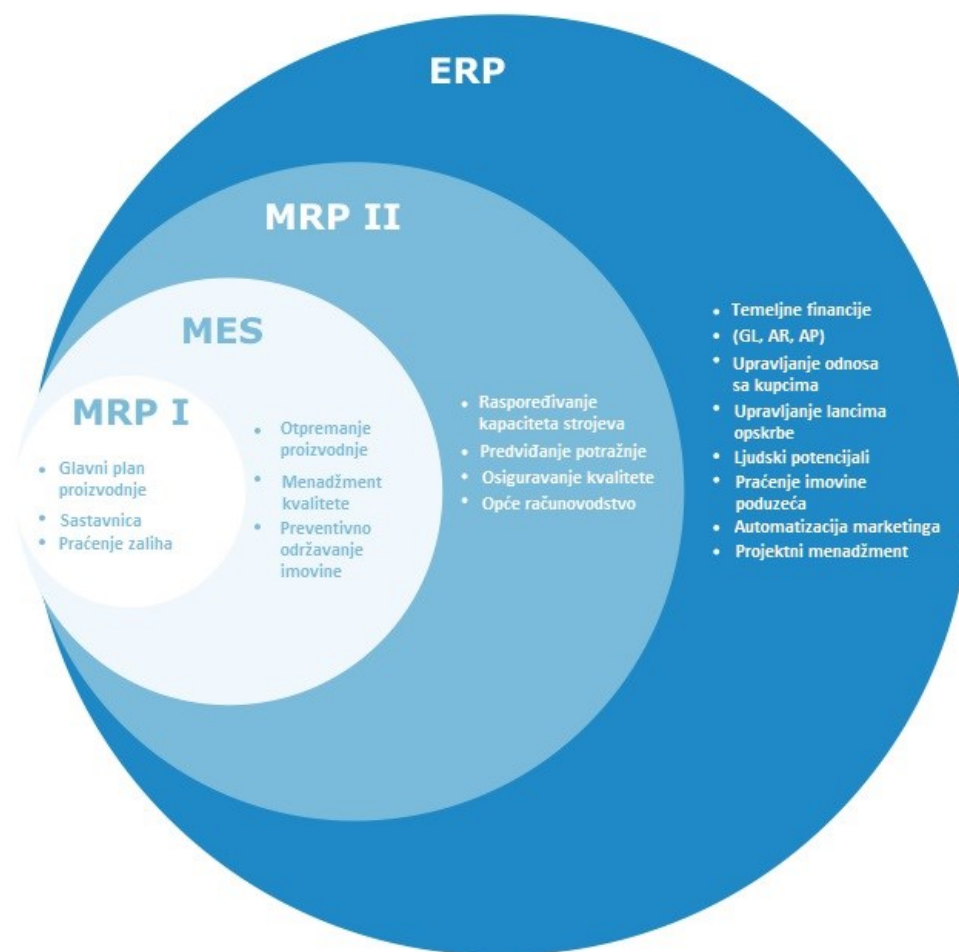 ERP
MRP II
MES
MRP I
• Glavni plan
proizvodnje
• Sastavnica
• Praćenje zaliha
• Otpremanje
proizvodnje
• Menadžment
kvalitete
• Preventivno
održavanje
imovine
• Raspoređivanje
kapaciteta strojeva
• Predviđanje potražnje
• Osiguravanje kvalitete
• Opće računovodstvo
• Temeljne financije
• (GL, AR, AP)
• Upravljanje odnosa
sa kupcima
• Upravljanje lancima
opskrbe
• Ljudski potencijali
• Praćenje imovine
poduzeća
• Automatizacija marketinga
• Projektni menadžment